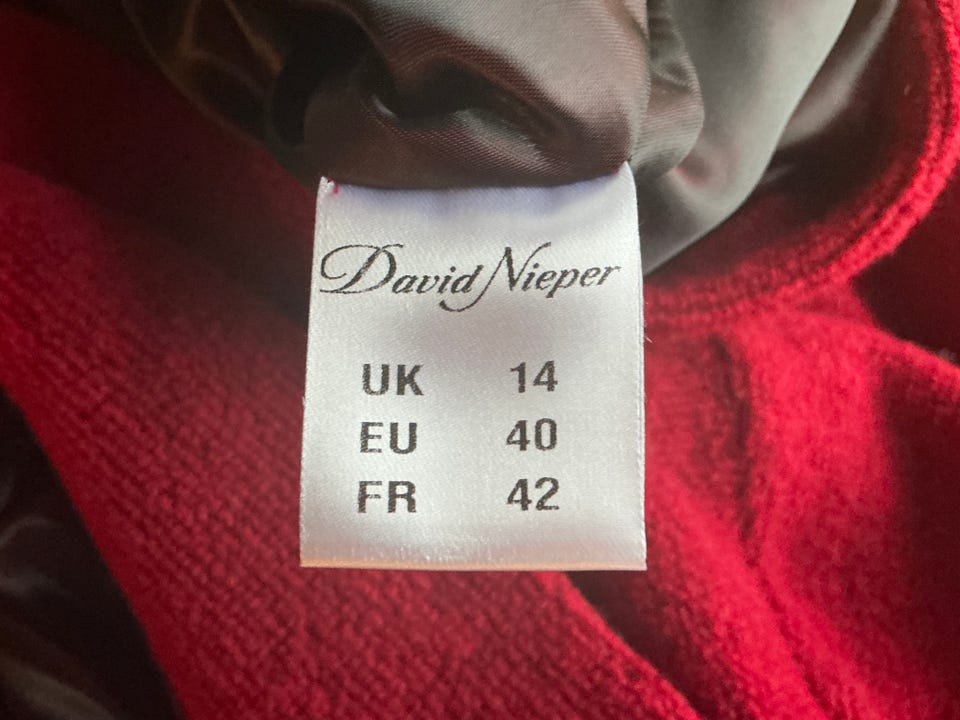 David Nieper
UK 14
EU 40
FR 42